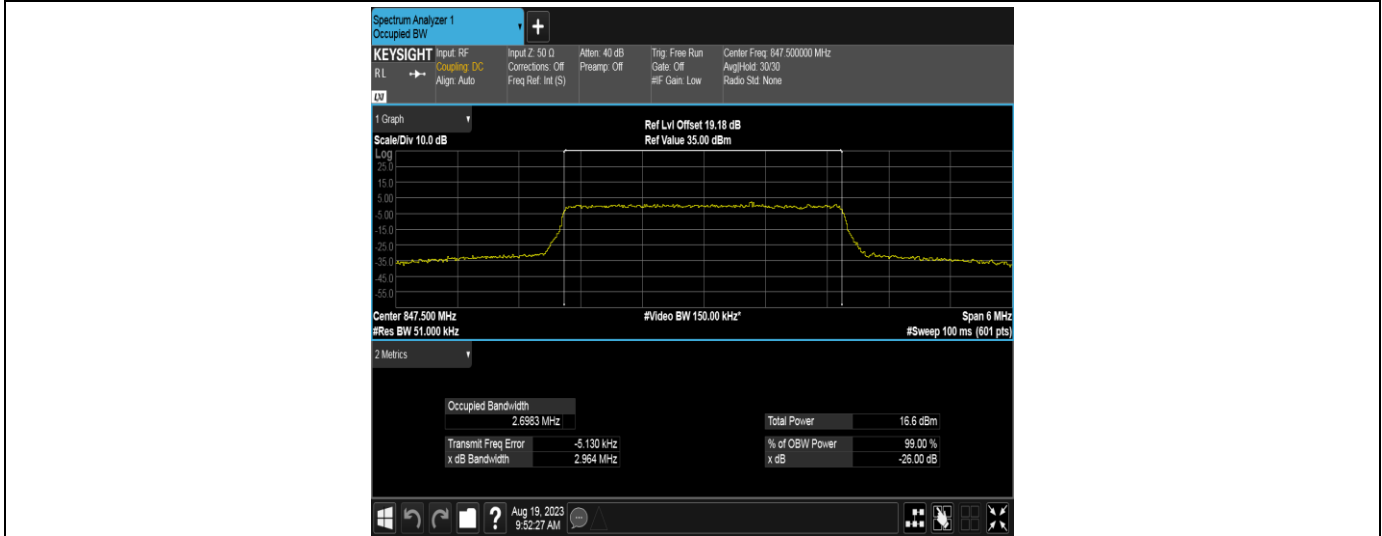 Spectrum Analyzer 1
Occupied BW
+
KEYSIGHT
RL
LXI
Input: RF
Coupling: DC
Align: Auto
Input Z: 50 Ω
Corrections: Off
Freq Ref: Int (S)
Atten: 40 dB
Preamp: Off
Trig: Free Run
Gate: Off
#IF Gain: Low
Center Freq: 847.500000 MHz
Avg|Hold: 30/30
Radio Std: None
1 Graph
Scale/Div 10.0 dB
Ref Lvl Offset 19.18 dB
Ref Value 35.00 dBm
Log
25.0
15.0
5.00
-5.00
-15.0
-25.0
-35.0
-45.0
-55.0
Center 847.500 MHz
#Video BW 150.00 kHz*
Span 6 MHz
#Res BW 51.000 kHz
#Sweep 100 ms (601 pts)
2 Metrics
Occupied Bandwidth
2.6983 MHz
Total Power 16.6 dBm
Transmit Freq Error -5.130 kHz
% of OBW Power 99.00 %
x dB Bandwidth 2.964 MHz
x dB -26.00 dB
?
Aug 19, 2023
9:52:27 AM